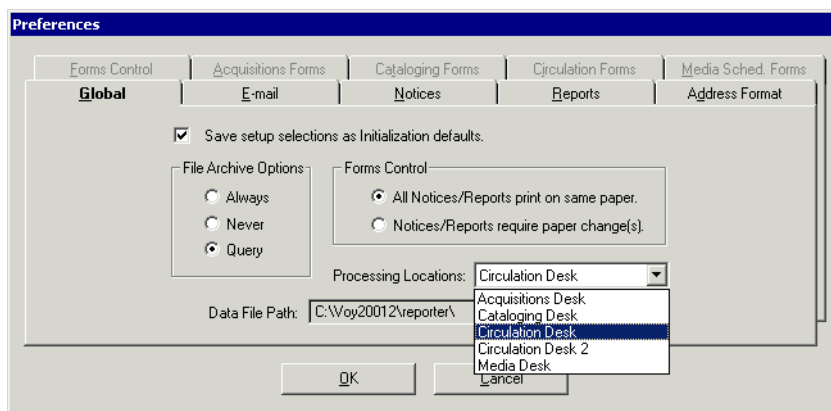 Preferences
Forms Control Acquisitions Forms Cataloging Forms Circulation Forms Media Sched. Forms
Global E-mail Notices Reports Address Format
Save setup selections as Initialization defaults.
File Archive Options Forms Control
Always All Notices/Reports print on same paper.
Never Notices/Reports require paper change(s).
Query
Processing Locations: Circulation Desk
Acquisitions Desk
Data File Path: C:\Voy20012\reporter\ Cataloging Desk
Circulation Desk
Circulation Desk 2
Media Desk
OK Cancel